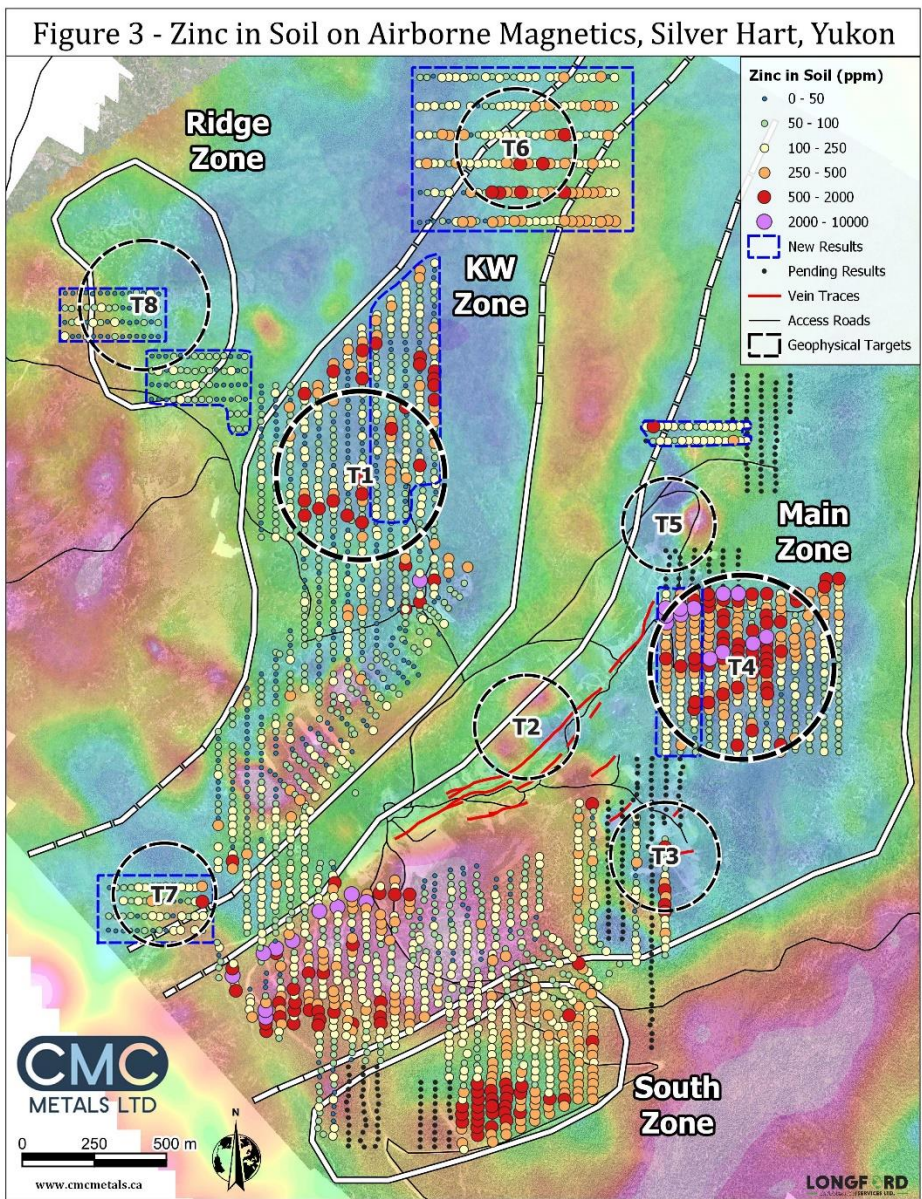 Figure 3 - Zinc in Soil on Airborne Magnetics, Silver Hart, Yukon
Zinc in Soil (ppm)
0 - 50
50 - 100
100 - 250
250 - 500
500 - 2000
2000 - 10000
New Results
Pending Results
Vein Traces
Access Roads
Geophysical Targets
Ridge
Zone
T6
KW
Zone
T8
T1
T5
Main
Zone
T4
T2
T3
T7
South
Zone
CMC
METALS LTD
N
0 250 500 m
www.cmcmetals.ca
LONGFORD
SERVICES LTD.